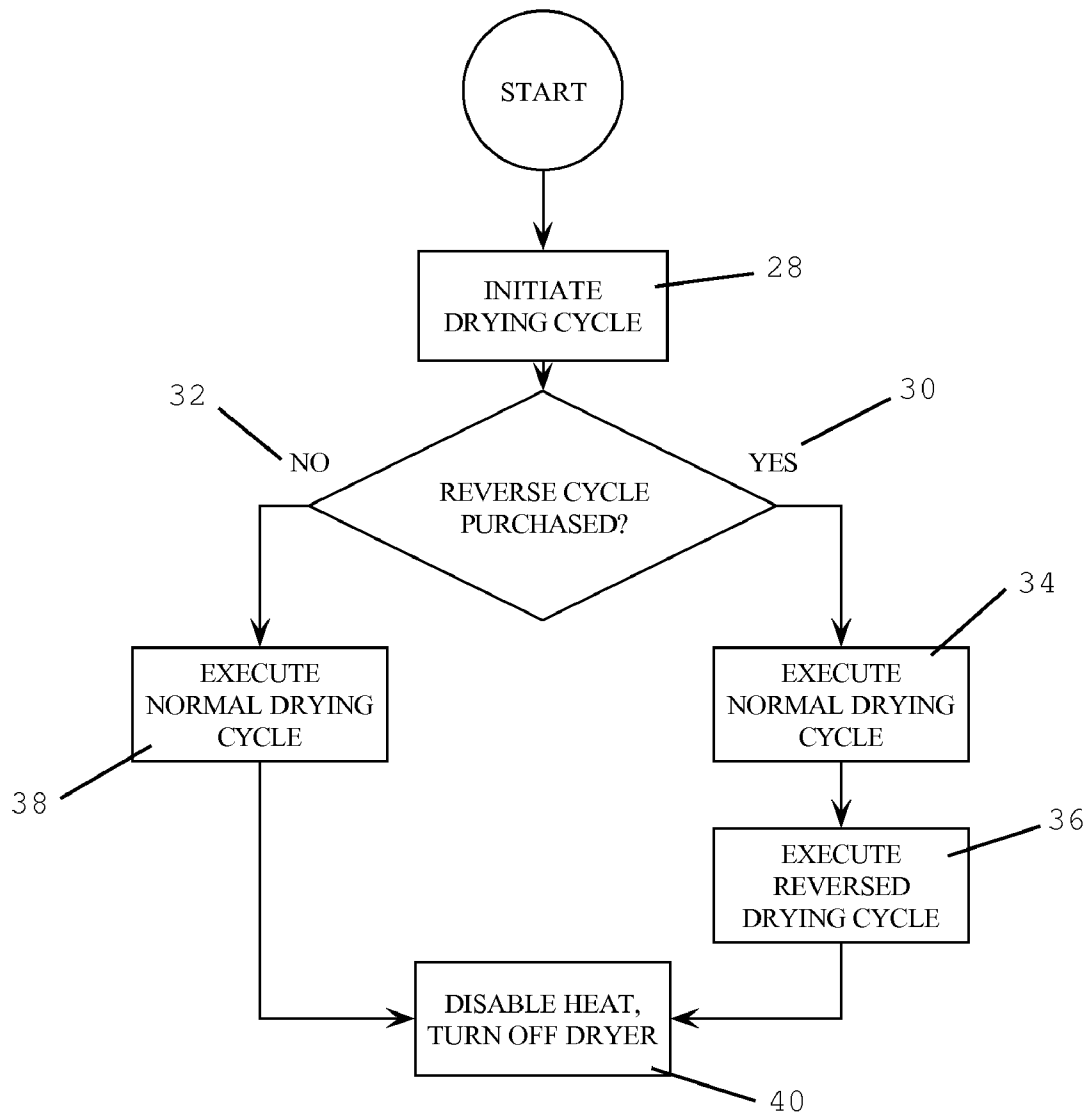 START
INITIATE
DRYING CYCLE
28
32
30
NO
YES
REVERSE CYCLE
PURCHASED?
34
EXECUTE
NORMAL DRYING
CYCLE
38
EXECUTE
NORMAL DRYING
CYCLE
36
EXECUTE
REVERSED
DRYING CYCLE
DISABLE HEAT,
TURN OFF DRYER
40